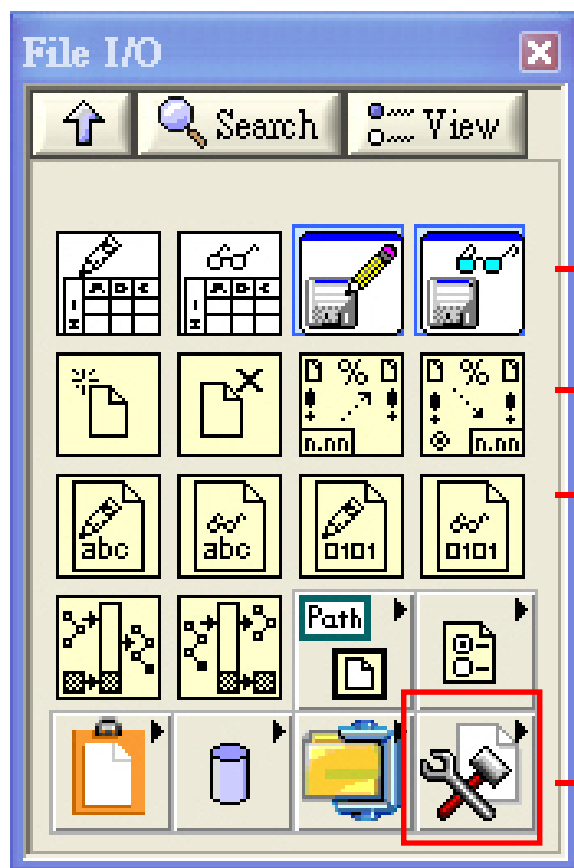 File I/O
Search View
% %
n.nn n.nn
abc abc 0101 0101
Path